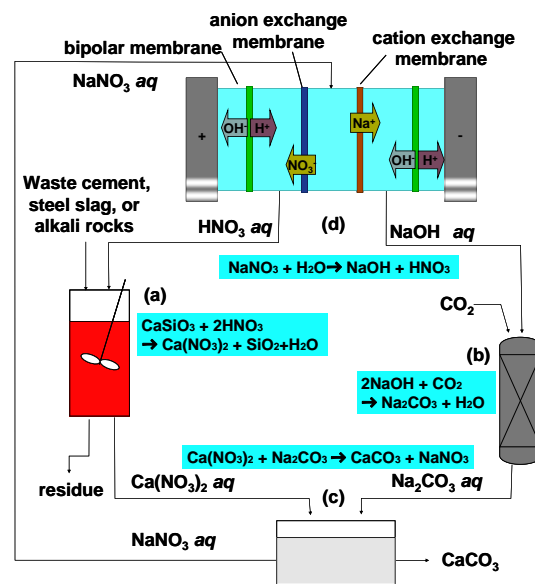 anion exchange
membrane
bipolar membrane
cation exchange
membrane
NaNO3 aq
+
OH-
H+
NO3-
Na+
OH-
H+
-
Waste cement,
steel slag, or
alkali rocks
HNO3 aq
(d)
NaOH aq
NaNO3 + H2O→ NaOH + HNO3
(a)
CO2
CaSiO3 + 2HNO3
→ Ca(NO3)2 + SiO2+H2O
(b)
2NaOH + CO2
→ Na2CO3 + H2O
Ca(NO3)2 + Na2CO3 → CaCO3 + NaNO3
residue
Ca(NO3)2 aq
(c)
Na2CO3 aq
NaNO3 aq
CaCO3